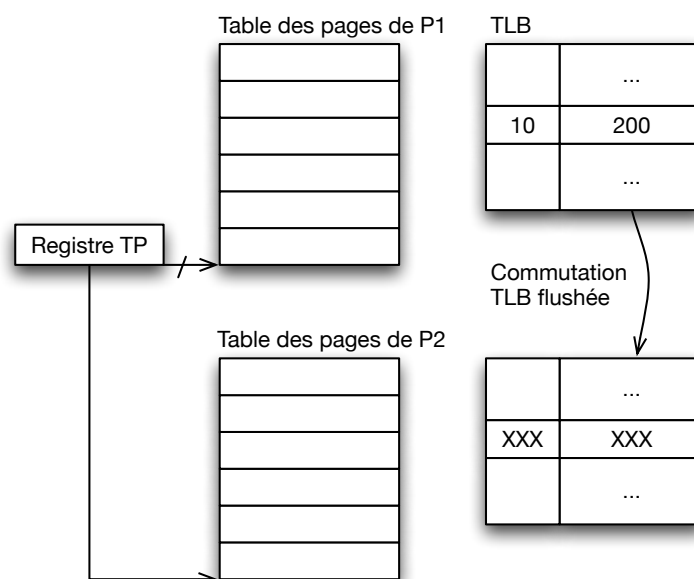 Table des pages de P1
TLB
...
10 200
...
Registre TP
Commutation
TLB flushée
Table des pages de P2
...
XXX XXX
...